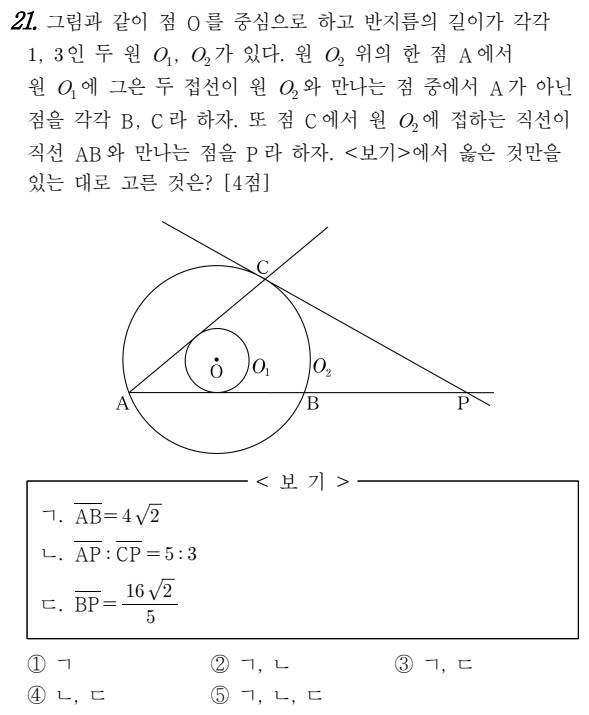 21. 그림과 같이 점 O를 중심으로 하고 반지름의 길이가 각각
1, 3인 두 원 O₁, O₂가 있다. 원 O₂ 위의 한 점 A에서
원 O₁에 그은 두 접선이 원 O₂와 만나는 점 중에서 A가 아닌
점을 각각 B, C라 하자. 또 점 C에서 원 O₂에 접하는 직선이
직선 AB와 만나는 점을 P라 하자. <보기>에서 옳은 것만을
있는 대로 고른 것은? [4점]
C
O O₁ O₂
A B P
< 보 기 >
ㄱ. \overline{AB}=4√2
ㄴ. \overline{AP}:\overline{CP}=5:3
ㄷ. \overline{BP}=\frac{16√2}{5}
① ㄱ ② ㄱ, ㄴ ③ ㄱ, ㄷ
④ ㄴ, ㄷ ⑤ ㄱ, ㄴ, ㄷ